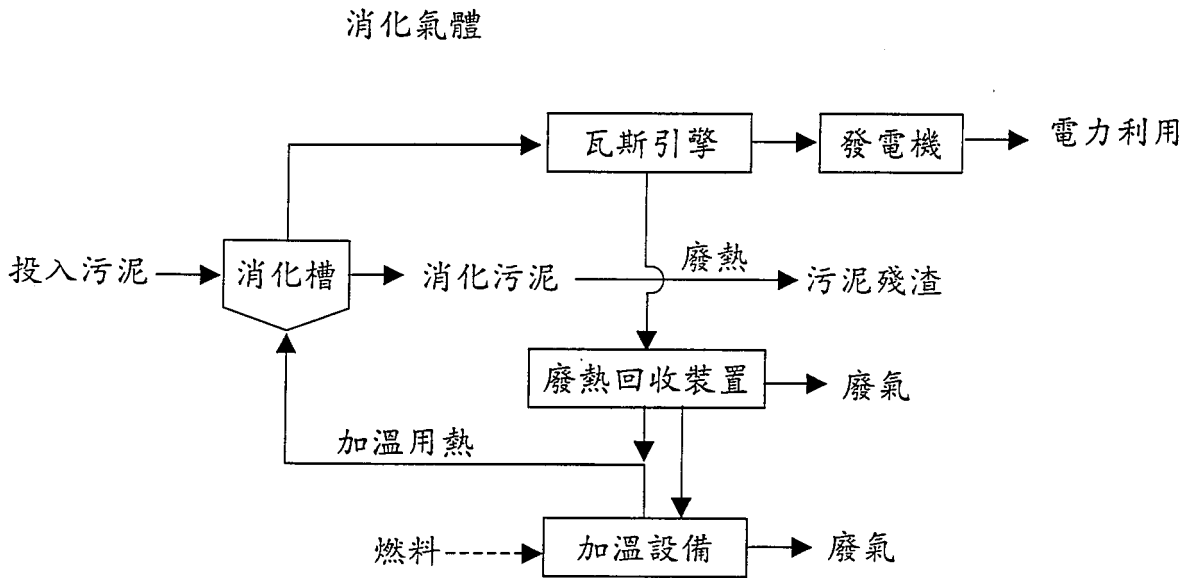 消化氣體
瓦斯引擎
發電機
電力利用
投入污泥
消化槽
消化污泥
廢熱
污泥殘渣
廢熱回收裝置
廢氣
加溫用熱
燃料
加溫設備
廢氣